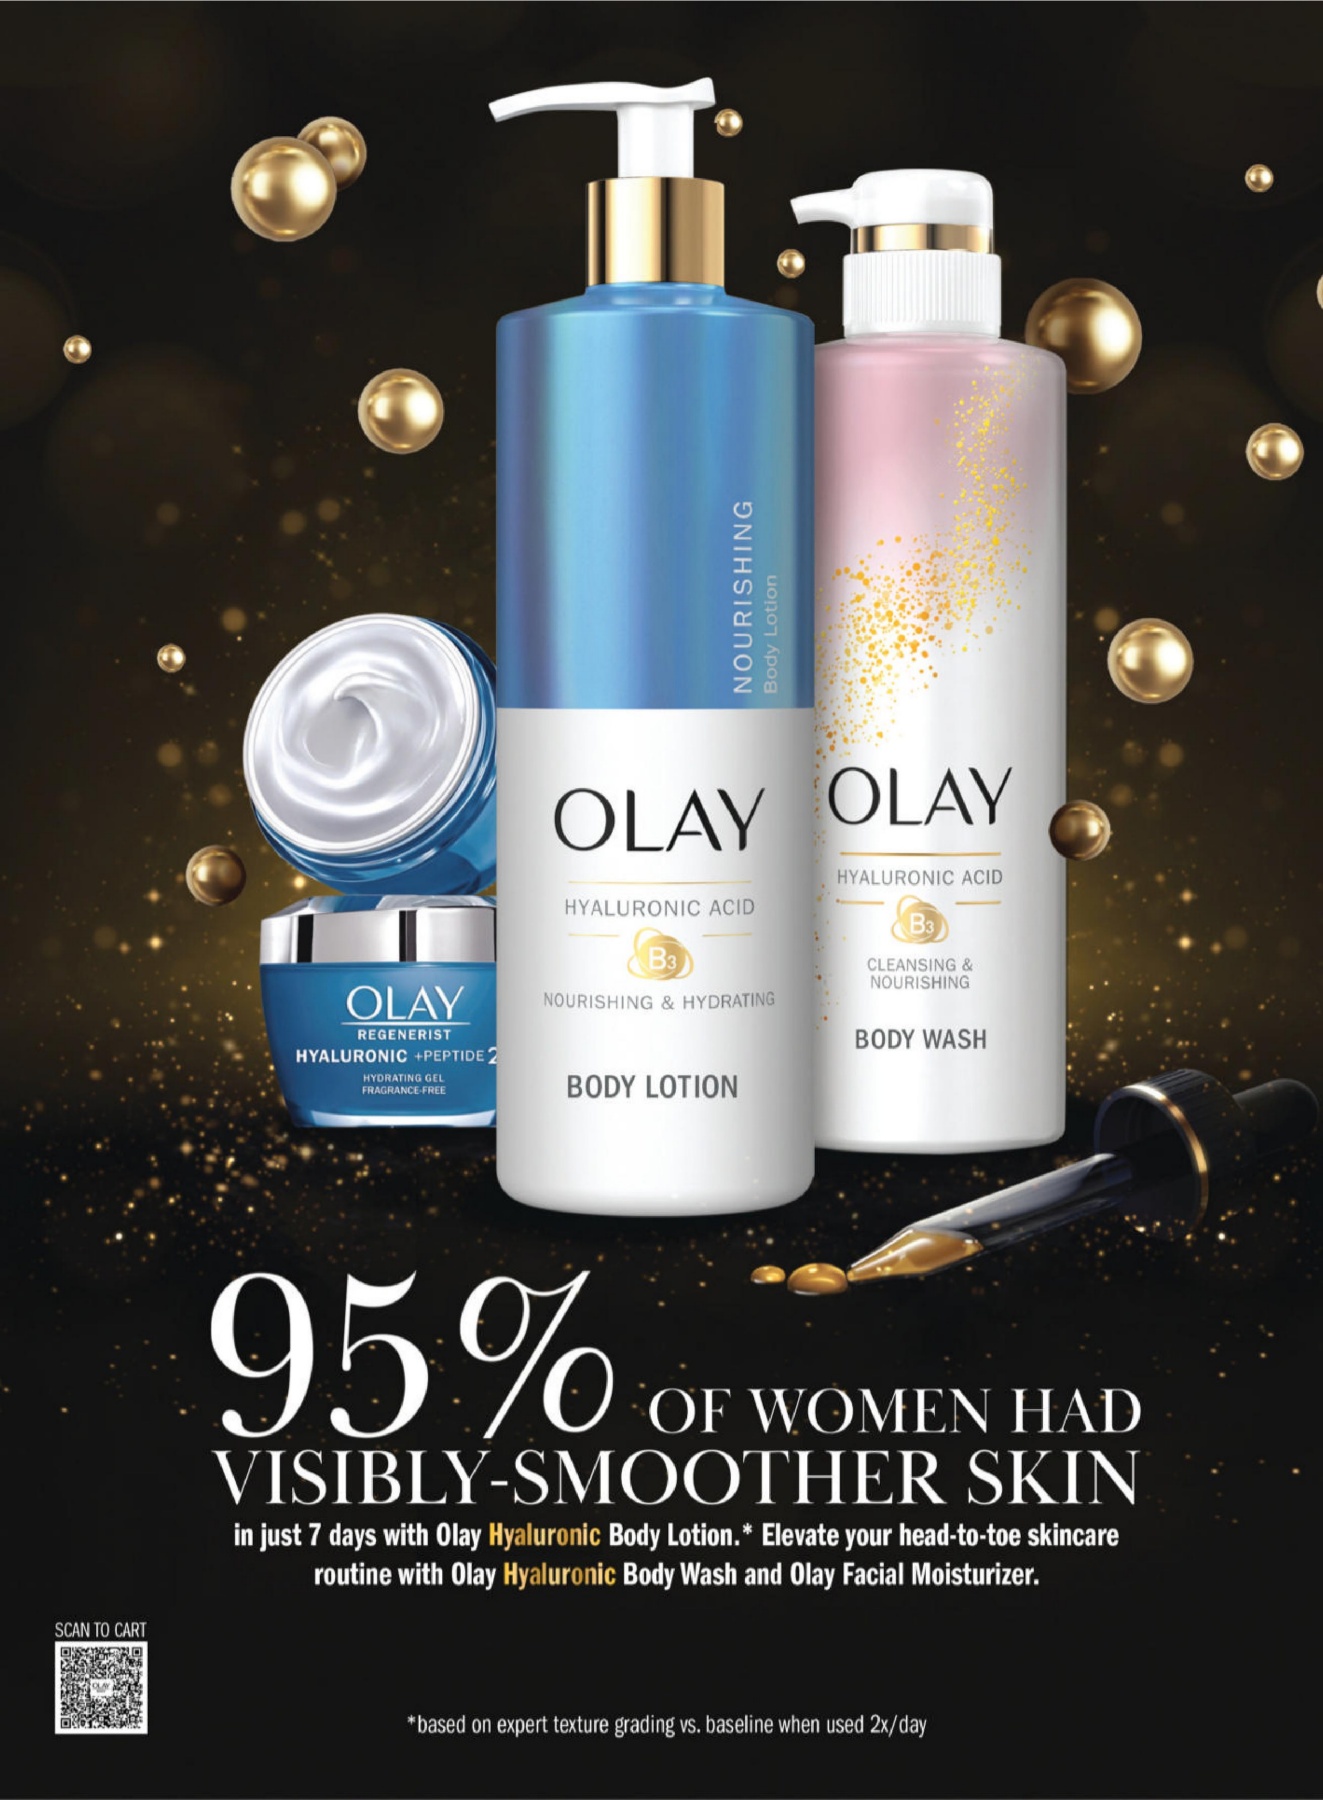 NOURISHING
Body Lotion
OLAY
HYALURONIC ACID
B3
NOURISHING & HYDRATING
BODY LOTION
OLAY
HYALURONIC ACID
B3
CLEANSING &
NOURISHING
BODY WASH
OLAY
REGENERIST
HYALURONIC +PEPTIDE 2
HYDRATING GEL
FRAGRANCE-FREE
95% OF WOMEN HAD
VISIBLY-SMOOTHER SKIN
in just 7 days with Olay Hyaluronic Body Lotion.* Elevate your head-to-toe skincare
routine with Olay Hyaluronic Body Wash and Olay Facial Moisturizer.
SCAN TO CART
OLAY
*based on expert texture grading vs. baseline when used 2x/day